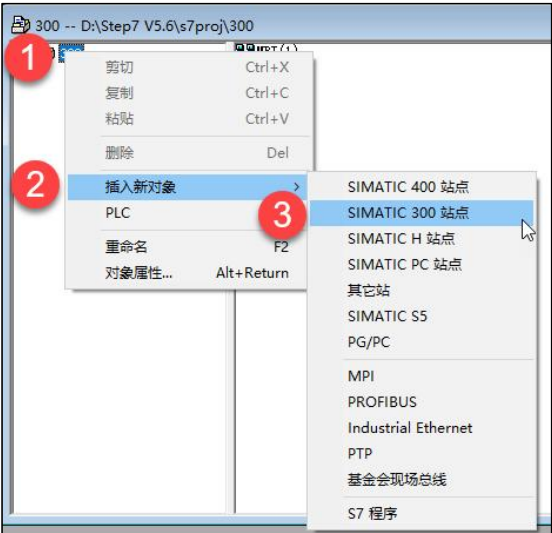 300 -- D:\Step7 V5.6\s7proj\300
1
300
MPI(1)
剪切 Ctrl+X
复制 Ctrl+C
粘贴 Ctrl+V
删除 Del
2
插入新对象 >
PLC
3
重命名 F2
对象属性... Alt+Return
SIMATIC 400 站点
SIMATIC 300 站点
SIMATIC H 站点
SIMATIC PC 站点
其它站
SIMATIC S5
PG/PC
MPI
PROFIBUS
Industrial Ethernet
PTP
基金会现场总线
S7 程序